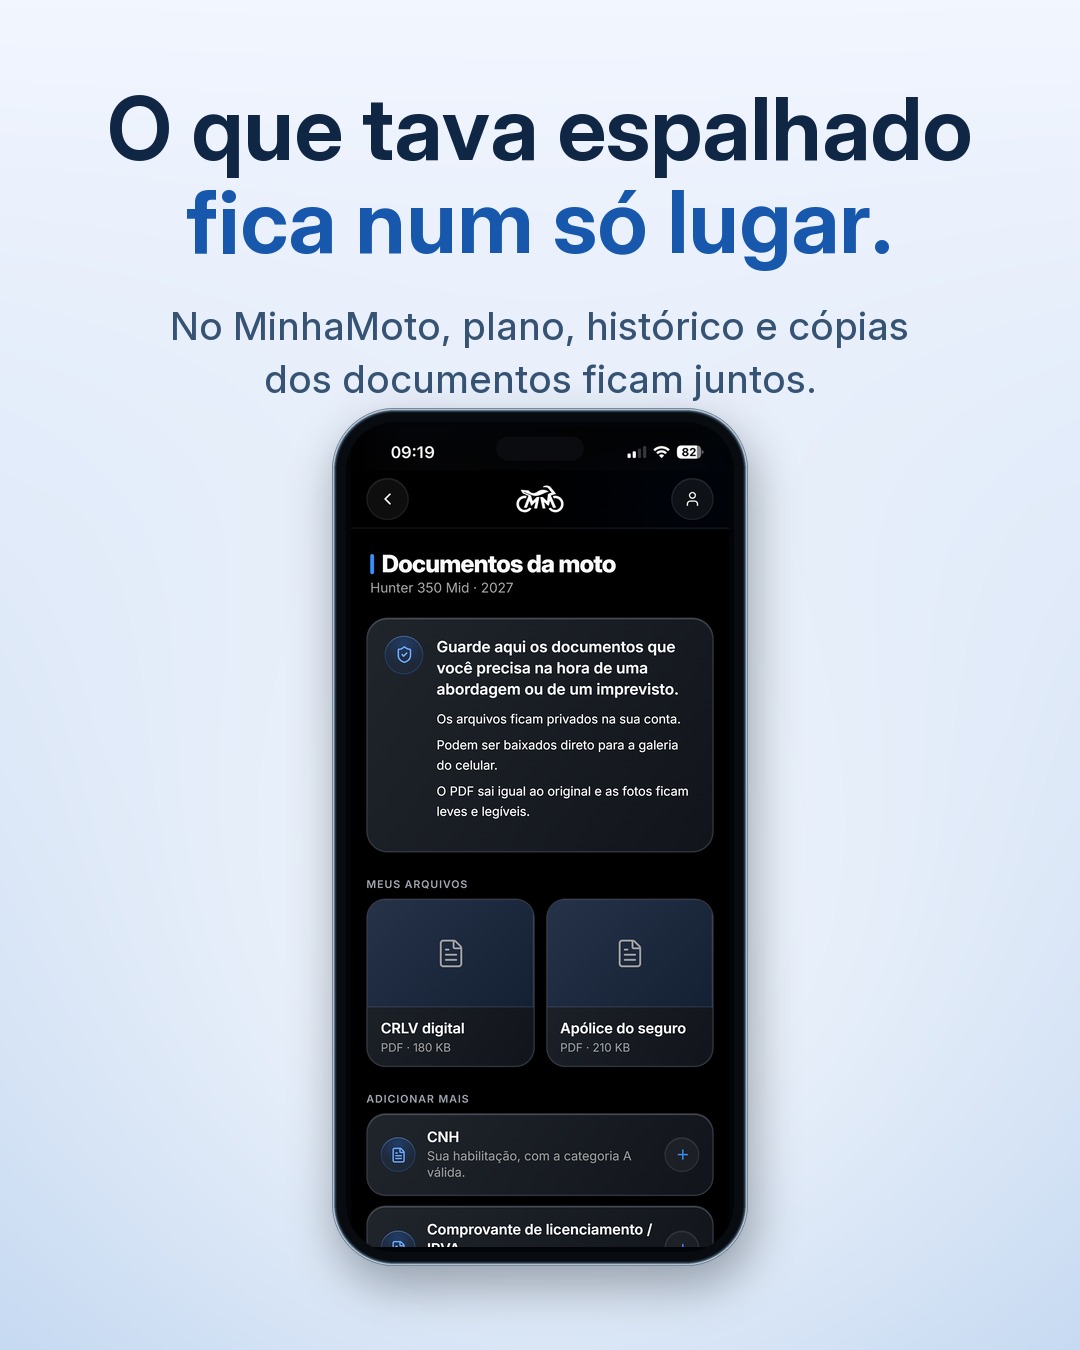 O que tava espalhado
fica num só lugar.
No MinhaMoto, plano, histórico e cópias
dos documentos ficam juntos.
09:19
82
MM
Documentos da moto
Hunter 350 Mid · 2027
Guarde aqui os documentos que
você precisa na hora de uma
abordagem ou de um imprevisto.
Os arquivos ficam privados na sua conta.
Podem ser baixados direto para a galeria
do celular.
O PDF sai igual ao original e as fotos ficam
leves e legíveis.
MEUS ARQUIVOS
CRLV digital
PDF · 180 KB
Apólice do seguro
PDF · 210 KB
ADICIONAR MAIS
CNH
Sua habilitação, com a categoria A
válida.
Comprovante de licenciamento /
IPVA